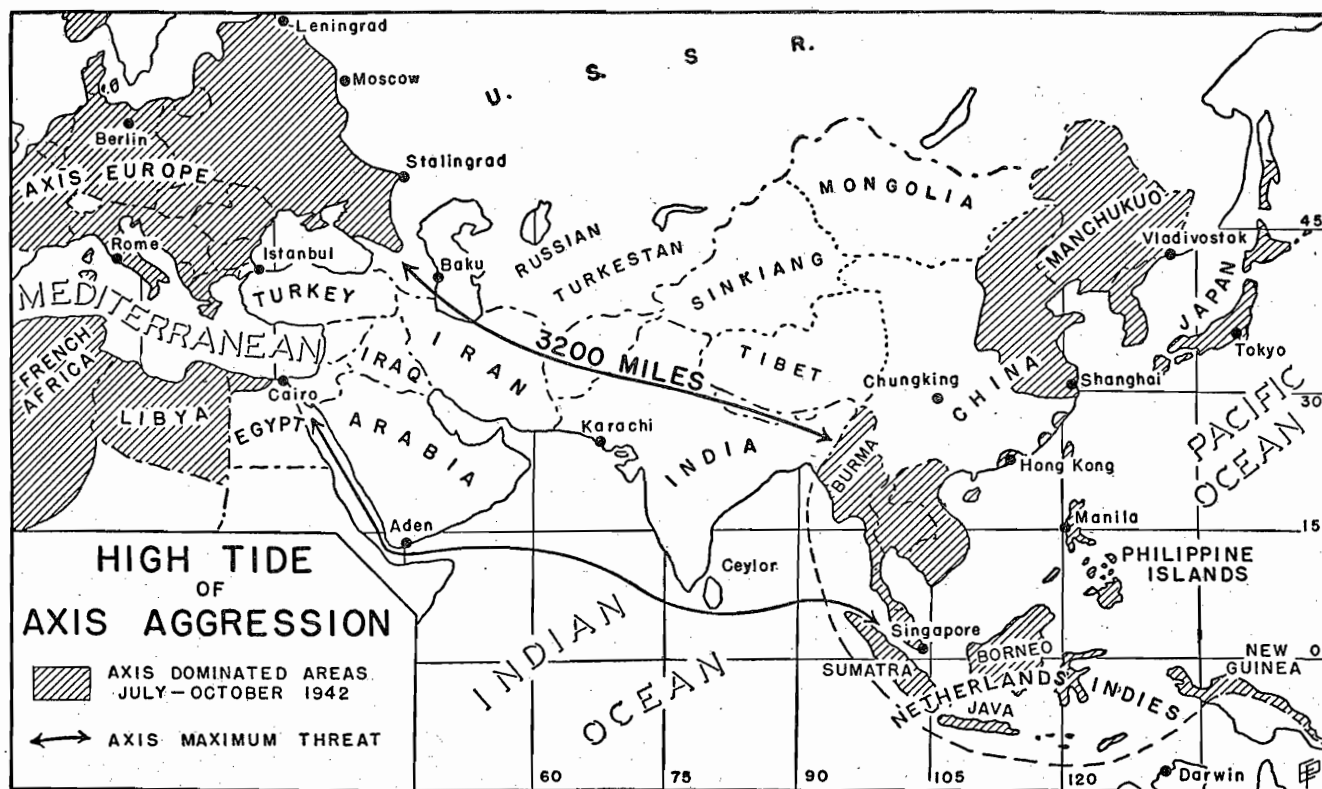 Leningrad
Moscow
U. S. S. R.
Berlin
Stalingrad
AXIS EUROPE
MONGOLIA
MANCHUKUO
45
Rome
Istanbul
Baku
RUSSIAN
TURKESTAN
SINKIANG
Vladivostak
JAPAN
TURKEY
MEDITERRANEAN
FRENCH
AFRICA
IRAQ
IRAN
3200 MILES
TIBET
Chungking
CHINA
Tokyo
Shanghai
Cairo
LIBYA
EGYPT
ARABIA
Karachi
INDIA
BURMA
30
PACIFIC
OCEAN
Hong Kong
Aden
Manila
15
PHILIPPINE
ISLANDS
Ceylor
INDIAN
OCEAN
Singapore
SUMATRA
BORNEO
NETHERLANDS INDIES
JAVA
NEW
GUINEA
0
HIGH TIDE
OF
AXIS AGGRESSION
AXIS DOMINATED AREAS
JULY–OCTOBER 1942
AXIS MAXIMUM THREAT
60
75
90
105
120
Darwin